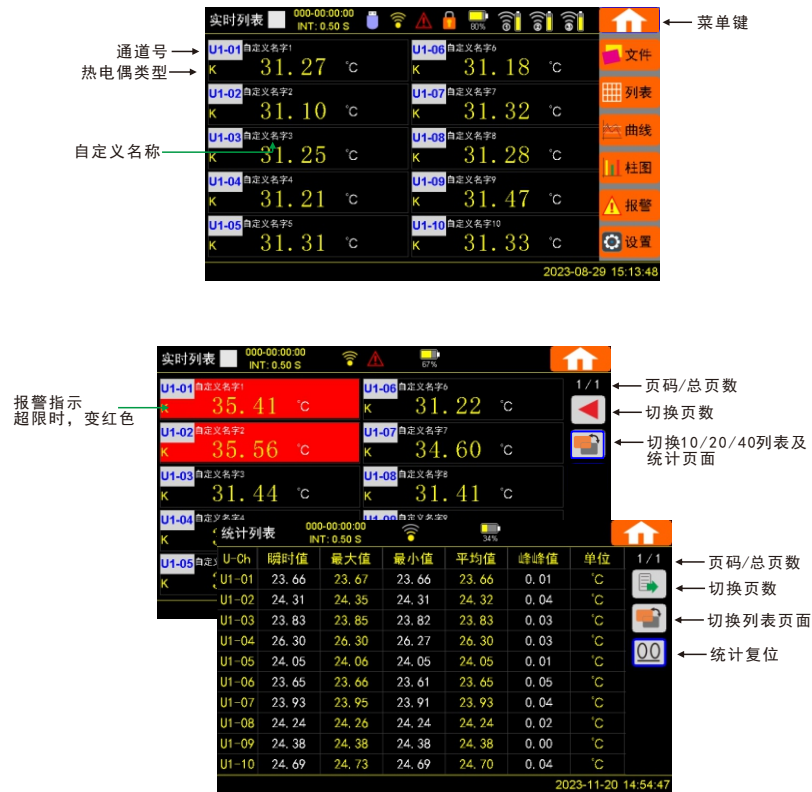 实时列表 000-00:00:00 INT: 0.50 S 80% ① ② ③
菜单键
通道号
热电偶类型
自定义名称
U1-01 自定义名字1 K 31.27 ℃
U1-06 自定义名字6 K 31.18 ℃
文件
U1-02 自定义名字2 K 31.10 ℃
U1-07 自定义名字7 K 31.32 ℃
列表
U1-03 自定义名字3 K 31.25 ℃
U1-08 自定义名字8 K 31.28 ℃
曲线
U1-04 自定义名字4 K 31.21 ℃
U1-09 自定义名字9 K 31.47 ℃
柱图
U1-05 自定义名字5 K 31.31 ℃
U1-10 自定义名字10 K 31.33 ℃
报警
设置
2023-08-29 15:13:48
实时列表 000-00:00:00 INT: 0.50 S 67%
报警指示
超限时，变红色
U1-01 自定义名字1 K 35.41 ℃
U1-06 自定义名字6 K 31.22 ℃
1/1
页码/总页数
切换页数
U1-02 自定义名字2 K 35.56 ℃
U1-07 自定义名字7 K 34.60 ℃
切换10/20/40列表及
统计页面
U1-03 自定义名字3 K 31.44 ℃
U1-08 自定义名字8 K 31.41 ℃
U1-04 自定义名字4 K
U1-09 自定义名字9
U1-05 自定 K
统计列表 000-00:00:00 INT: 0.50 S 34%
U-Ch 瞬时值 最大值 最小值 平均值 峰峰值 单位 1/1
页码/总页数
U1-01 23.66 23.67 23.66 23.66 0.01 ℃
切换页数
U1-02 24.31 24.35 24.31 24.32 0.04 ℃
U1-03 23.83 23.85 23.82 23.83 0.03 ℃
切换列表页面
U1-04 26.30 26.30 26.27 26.30 0.03 ℃
00
统计复位
U1-05 24.05 24.06 24.05 24.05 0.01 ℃
U1-06 23.65 23.66 23.61 23.65 0.05 ℃
U1-07 23.93 23.95 23.91 23.93 0.04 ℃
U1-08 24.24 24.26 24.24 24.24 0.02 ℃
U1-09 24.38 24.38 24.38 24.38 0.00 ℃
U1-10 24.69 24.73 24.69 24.70 0.04 ℃
2023-11-20 14:54:47